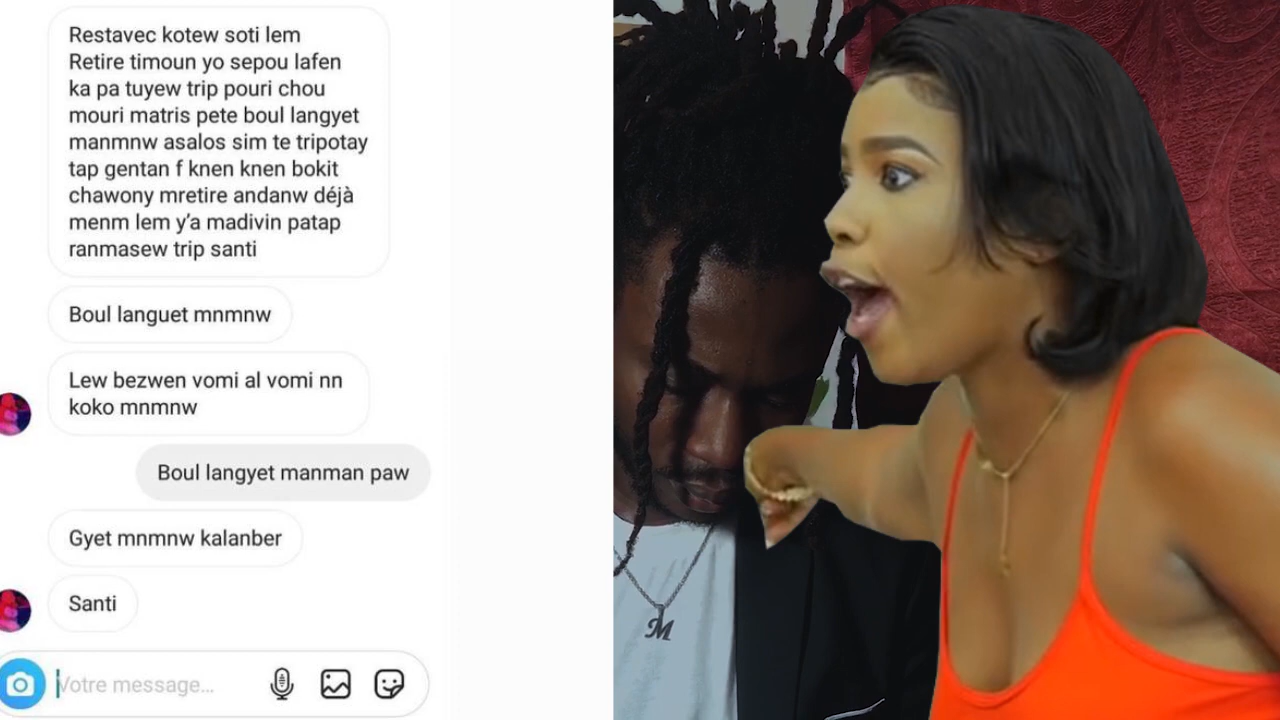 Restavec kotew soti lem
Retire timoun yo sepou lafen
ka pa tuyew trip pouri chou
mouri matris pete boul langyet
manmnw asalos sim te tripotay
tap gentan f knen knen bokit
chawony mretire andanw déjà
menm lem y'a madivin patap
ranmasew trip santi
Boul languet mnmnw
Lew bezwen vomi al vomi nn
koko mnmnw
Boul langyet manman paw
Gyet mnmnw kalanber
Santi
Votre message...
M